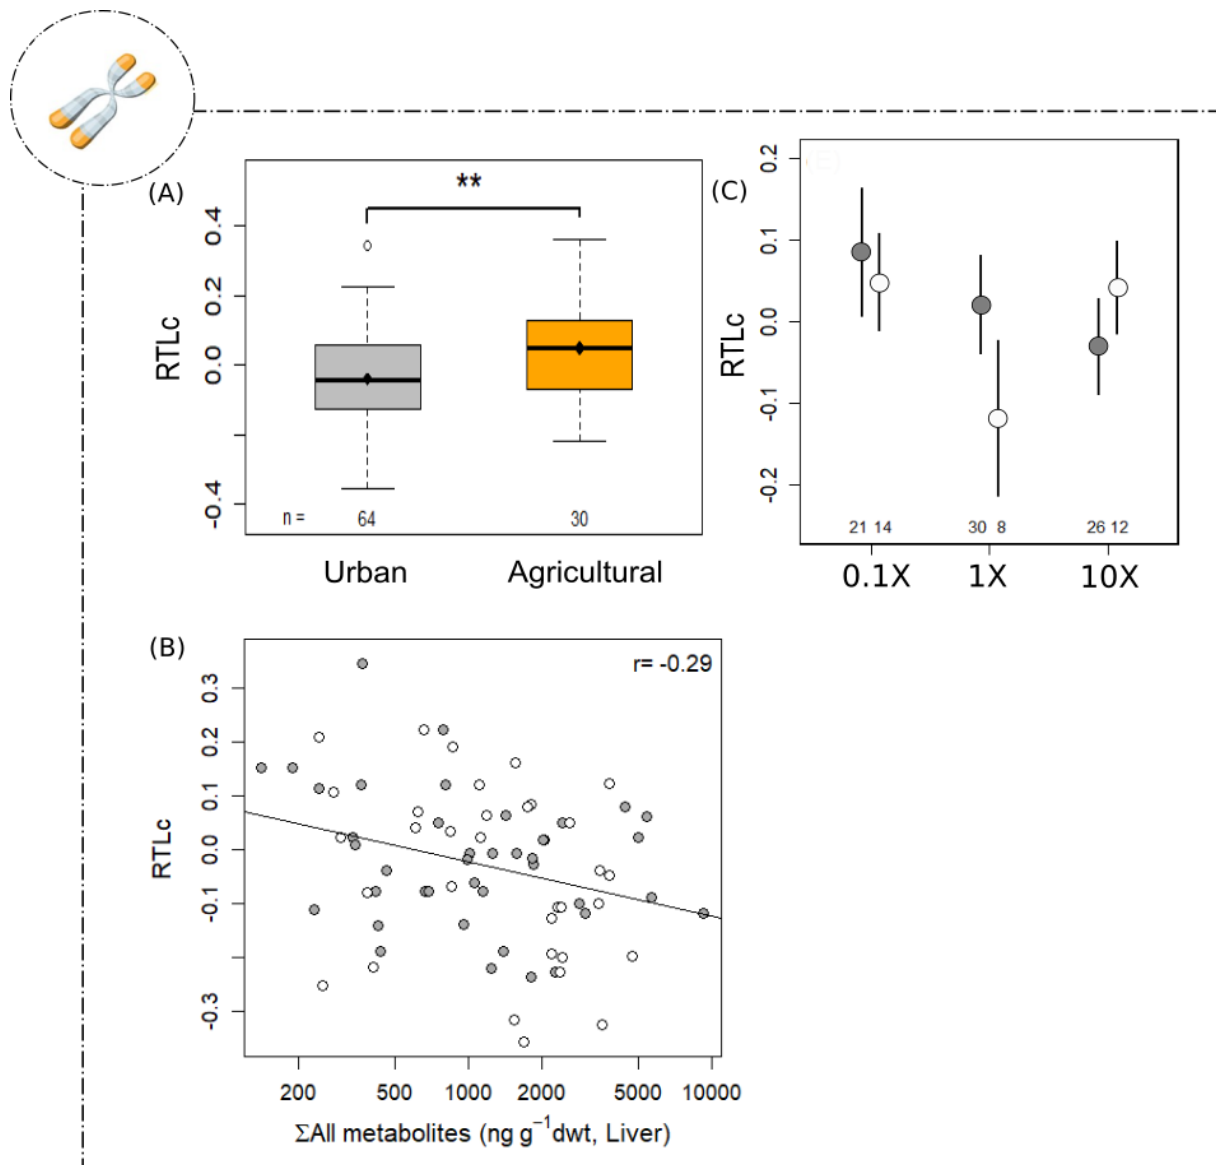 (A)
**
RTLc
0.4
0.2
0.0
-0.4
n = 64 30
Urban Agricultural
(C)
RTLc
0.2
0.1
0.0
-0.1
-0.2
21 14 30 8 26 12
0.1X 1X 10X
(B)
r= -0.29
RTLc
0.3
0.2
0.1
0.0
-0.1
-0.3
200 500 1000 2000 5000 10000
ΣAll metabolites (ng g⁻¹dwt, Liver)